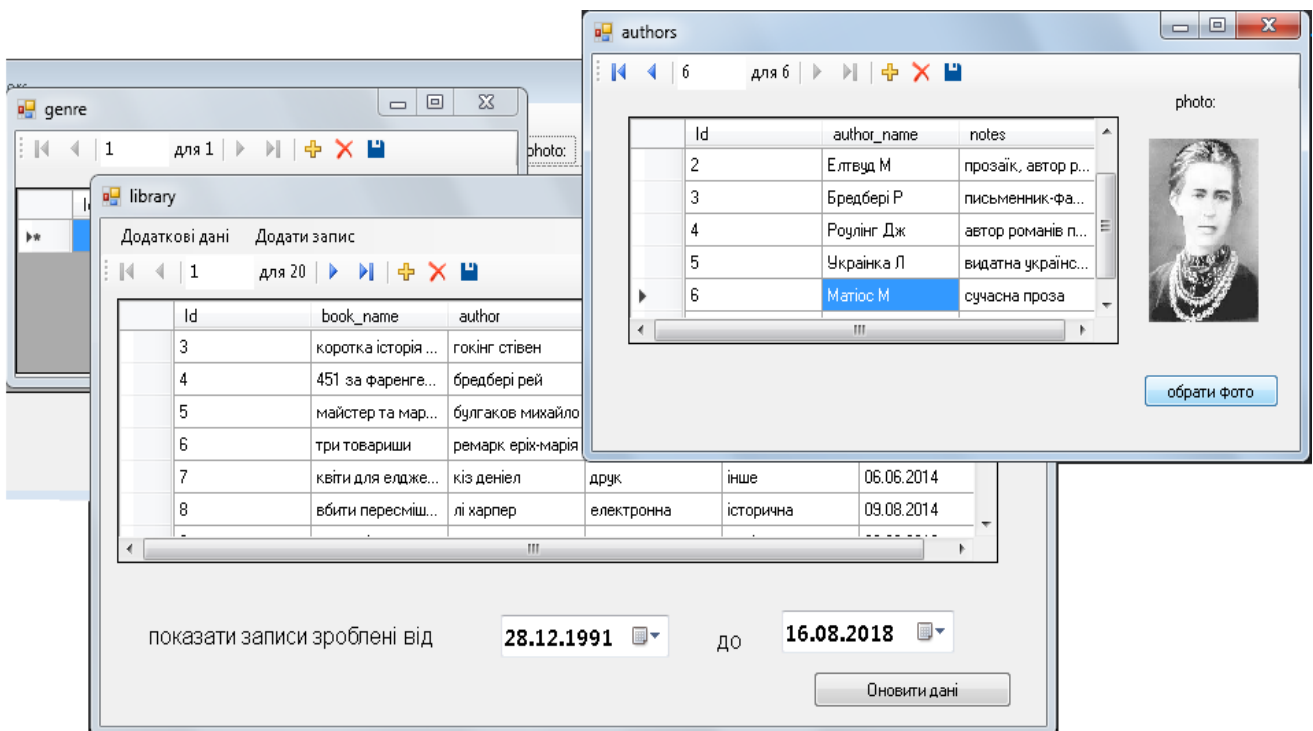 authors
6 для 6
photo:
Id author_name notes
2 Елтвуд М прозаїк, автор р...
3 Бредбері Р письменник-фа...
4 Роулінг Дж автор романів п...
5 Українка Л видатна українс...
6 Матіос М сучасна проза
обрати фото
genre
1 для 1
photo:
library
Додаткові дані Додати запис
1 для 20
Id book_name author
3 коротка історія ... гокінг стівен
4 451 за фаренге... бредбері рей
5 майстер та мар... булгаков михайло
6 три товариши ремарк еріх-марія
7 квіти для елдже... кіз деніел друк інше 06.06.2014
8 вбити пересміш... лі харпер електронна історична 09.08.2014
показати записи зроблені від 28.12.1991 до 16.08.2018
Оновити дані